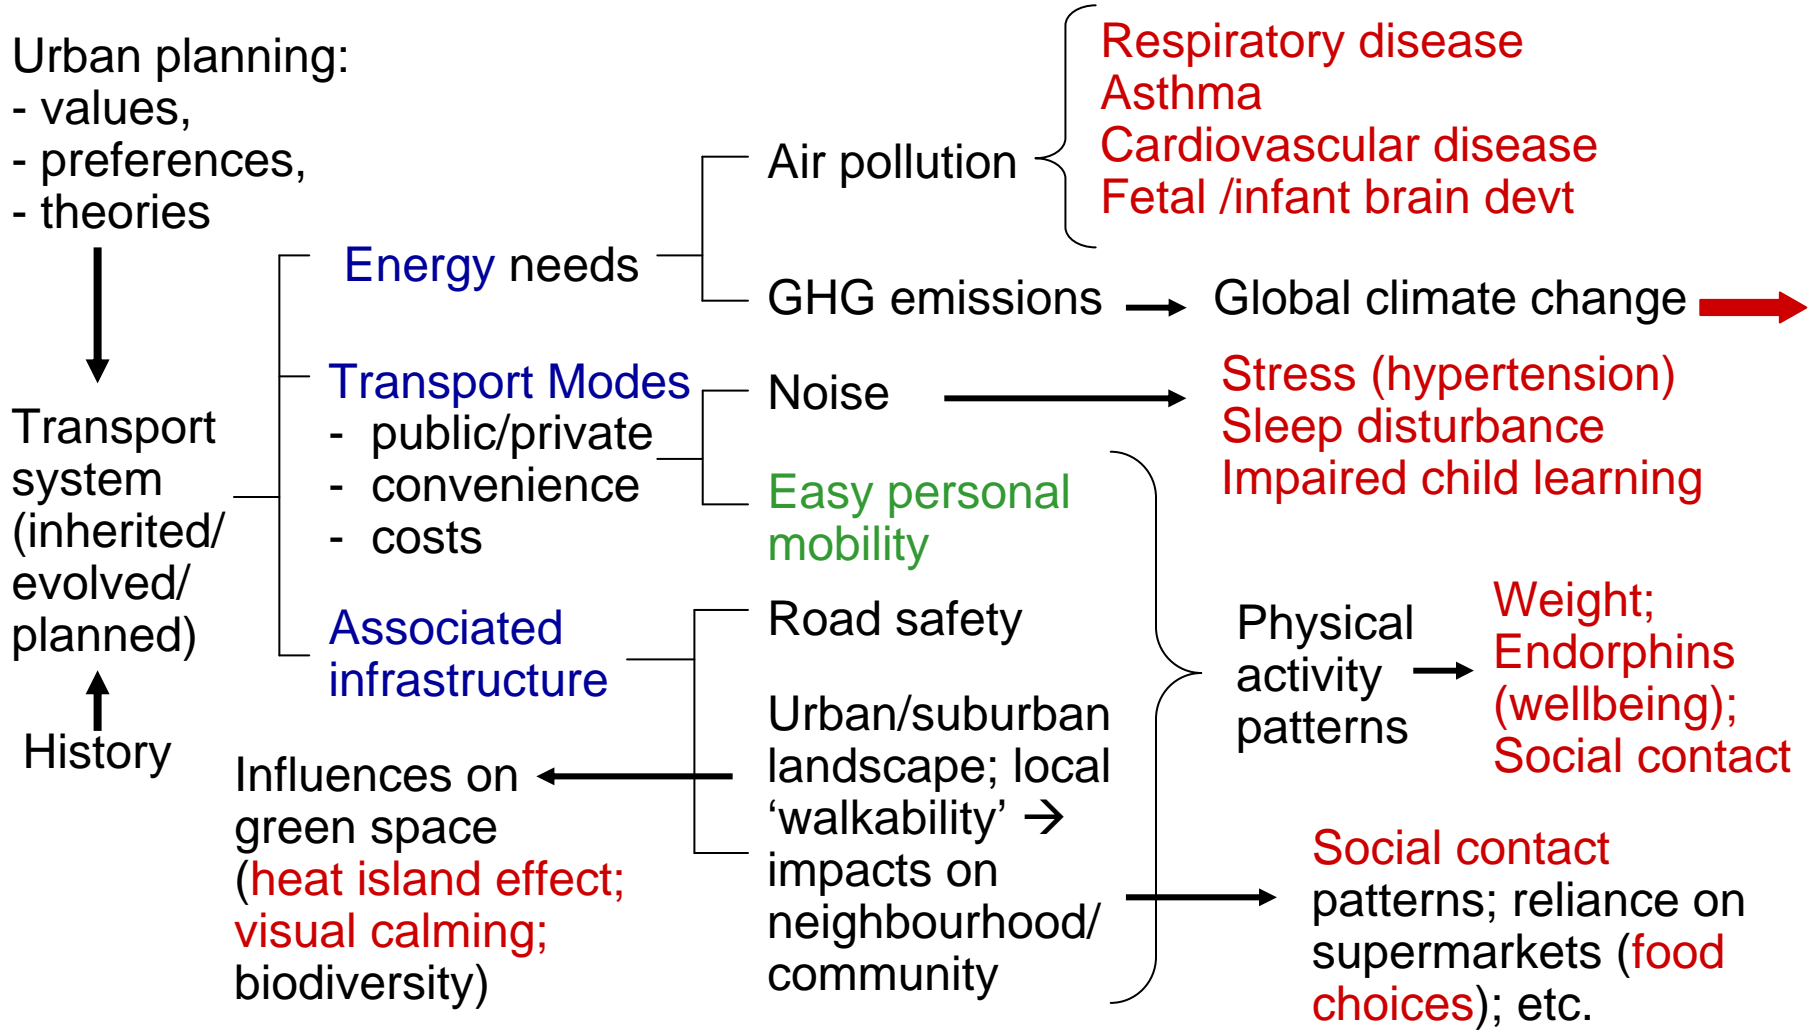 Urban planning:
- values,
- preferences,
- theories
Transport
system
(inherited/
evolved/
planned)
History
Energy needs
Transport Modes
- public/private
- convenience
- costs
Associated
infrastructure
Influences on
green space
(heat island effect;
visual calming;
biodiversity)
Air pollution
GHG emissions
Noise
Easy personal
mobility
Road safety
Urban/suburban
landscape; local
‘walkability’ →
impacts on
neighbourhood/
community
Respiratory disease
Asthma
Cardiovascular disease
Fetal /infant brain devt
Global climate change
Stress (hypertension)
Sleep disturbance
Impaired child learning
Physical
activity
patterns
Weight;
Endorphins
(wellbeing);
Social contact
Social contact
patterns; reliance on
supermarkets (food
choices); etc.